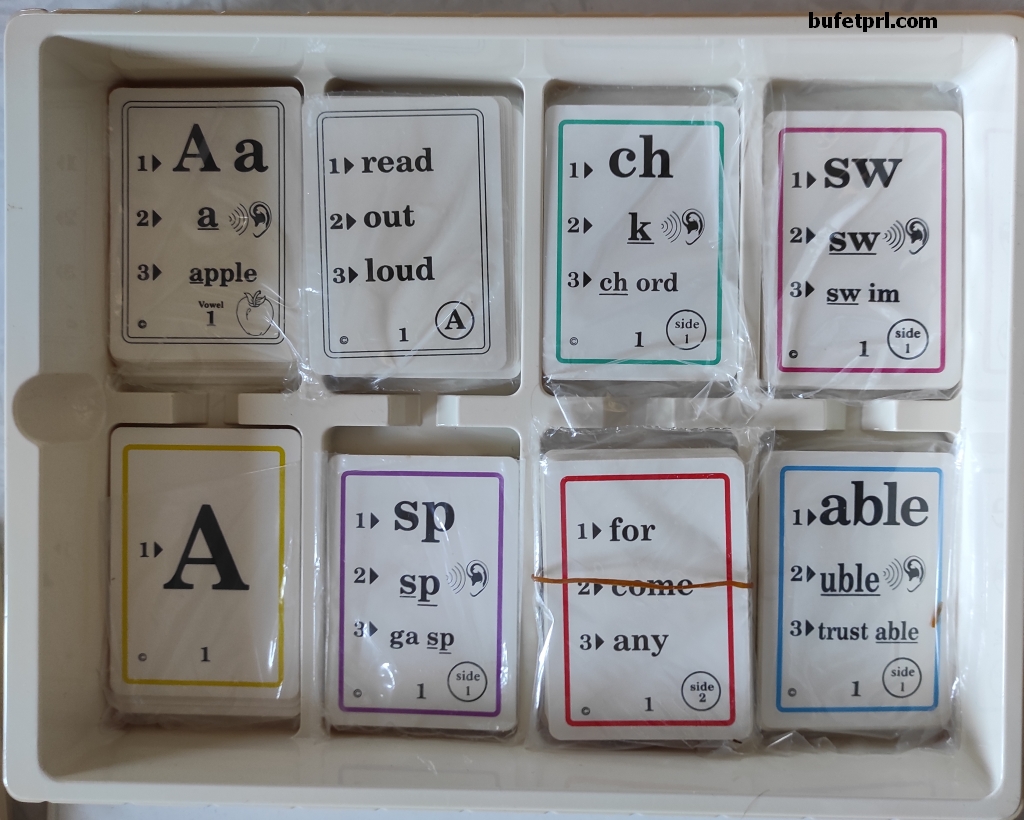 bufetprl.com
1 A a
2 a
3 apple
Vowel
1
©
1 read
2 out
3 loud
© 1 A
1 ch
2 k
3 ch ord
© 1 side 1
1 sw
2 sw
3 sw im
© 1 side 1
1 A
© 1
1 sp
2 sp
3 ga sp
© 1 side 1
1 for
2 come
3 any
© 1 side 2
1 able
2 uble
3 trust able
© 1 side 1